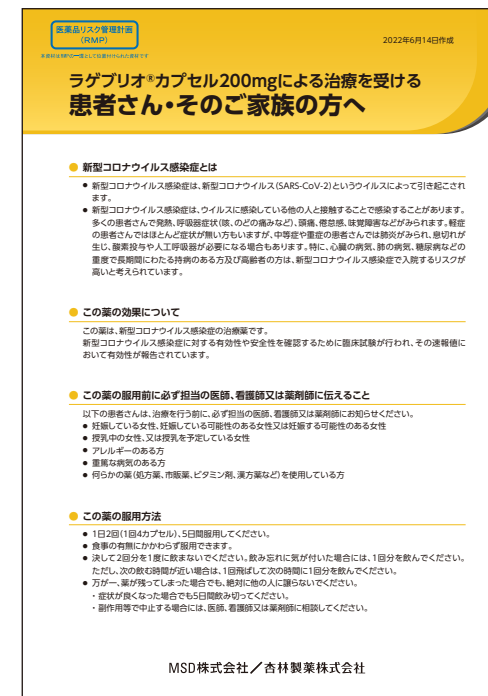 医薬品リスク管理計画
(RMP)
本資材はRMPの一環として位置付けられた資材です
2022年6月14日作成
ラゲブリオ®カプセル200mgによる治療を受ける
患者さん・そのご家族の方へ
新型コロナウイルス感染症とは
● 新型コロナウイルス感染症は、新型コロナウイルス(SARS-CoV-2)というウイルスによって引き起こされ
ます。
● 新型コロナウイルス感染症は、ウイルスに感染している他の人と接触することで感染することがあります。
多くの患者さんで発熱、呼吸器症状(咳、のどの痛みなど)、頭痛、倦怠感、味覚障害などがみられます。軽症
の患者さんではほとんど症状が無い方もいますが、中等症や重症の患者さんでは肺炎がみられ、息切れが
生じ、酸素投与や人工呼吸器が必要になる場合もあります。特に、心臓の病気、肺の病気、糖尿病などの
重度で長期間にわたる持病のある方及び高齢者の方は、新型コロナウイルス感染症で入院するリスクが
高いと考えられています。
この薬の効果について
この薬は、新型コロナウイルス感染症の治療薬です。
新型コロナウイルス感染症に対する有効性や安全性を確認するために臨床試験が行われ、その速報値に
おいて有効性が報告されています。
この薬の服用前に必ず担当の医師、看護師又は薬剤師に伝えること
以下の患者さんは、治療を行う前に、必ず担当の医師、看護師又は薬剤師にお知らせください。
● 妊娠している女性、妊娠している可能性のある女性又は妊娠する可能性のある女性
● 授乳中の女性、又は授乳を予定している女性
● アレルギーのある方
● 重篤な病気のある方
● 何らかの薬(処方薬、市販薬、ビタミン剤、漢方薬など)を使用している方
この薬の服用方法
● 1日2回(1回4カプセル)、5日間服用してください。
● 食事の有無にかかわらず服用できます。
● 決して2回分を1度に飲まないでください。飲み忘れに気が付いた場合には、1回分を飲んでください。
ただし、次の飲む時間が近い場合は、1回飛ばして次の時間に1回分を飲んでください。
● 万が一、薬が残ってしまった場合でも、絶対に他の人に譲らないでください。
・症状が良くなった場合でも5日間飲み切ってください。
・副作用等で中止する場合には、医師、看護師又は薬剤師に相談してください。
MSD株式会社/杏林製薬株式会社